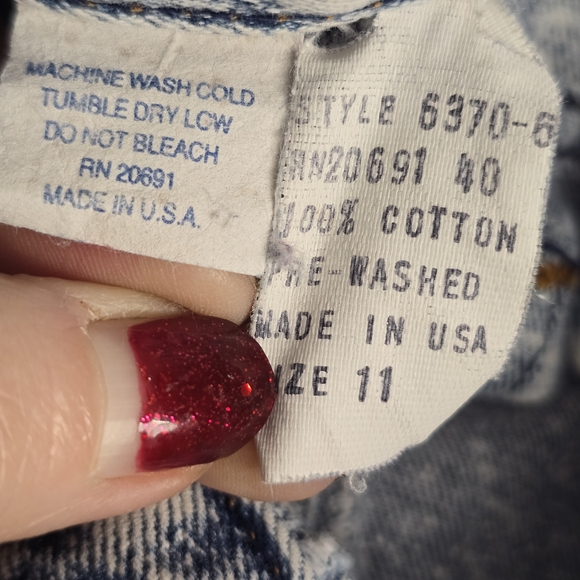 MACHINE WASH COLD
TUMBLE DRY LOW
DO NOT BLEACH
RN 20691
MADE IN U.S.A.
STYLE 6370-6
RN20691 40
100% COTTON
PRE-WASHED
MADE IN USA
IZE 11